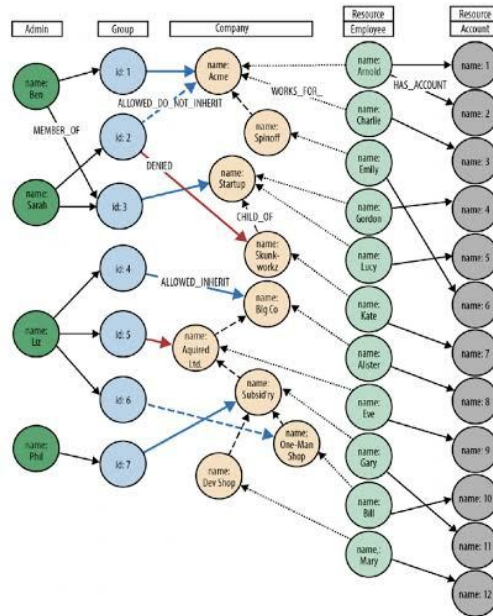 Admin
Group
Company
Resource
Employee
Resource
Account
name:
Ben
name:
Sarah
name:
Liz
name:
Phil
MEMBER_OF
id: 1
id: 2
id: 3
id: 4
id: 5
id: 6
id: 7
ALLOWED_DO_NOT_INHERIT
DENIED
ALLOWED_INHERIT
name:
Acme
name:
Spinoff
name:
Startup
CHILD_OF
name:
Skunk-
workz
name:
Big Co
name:
Aquired
Ltd.
name:
Subsid'ry
name:
One-Man
Shop
name:
Dev Shop
WORKS_FOR_
name:
Arnold
name:
Charlie
name:
Emily
name:
Gordon
name:
Lucy
name:
Kate
name:
Alister
name:
Eve
name:
Gary
name:
Bill
name,:
Mary
HAS_ACCOUNT
name: 1
name: 2
name: 3
name: 4
name: 5
name: 6
name: 7
name: 8
name: 9
name: 10
name: 11
name: 12